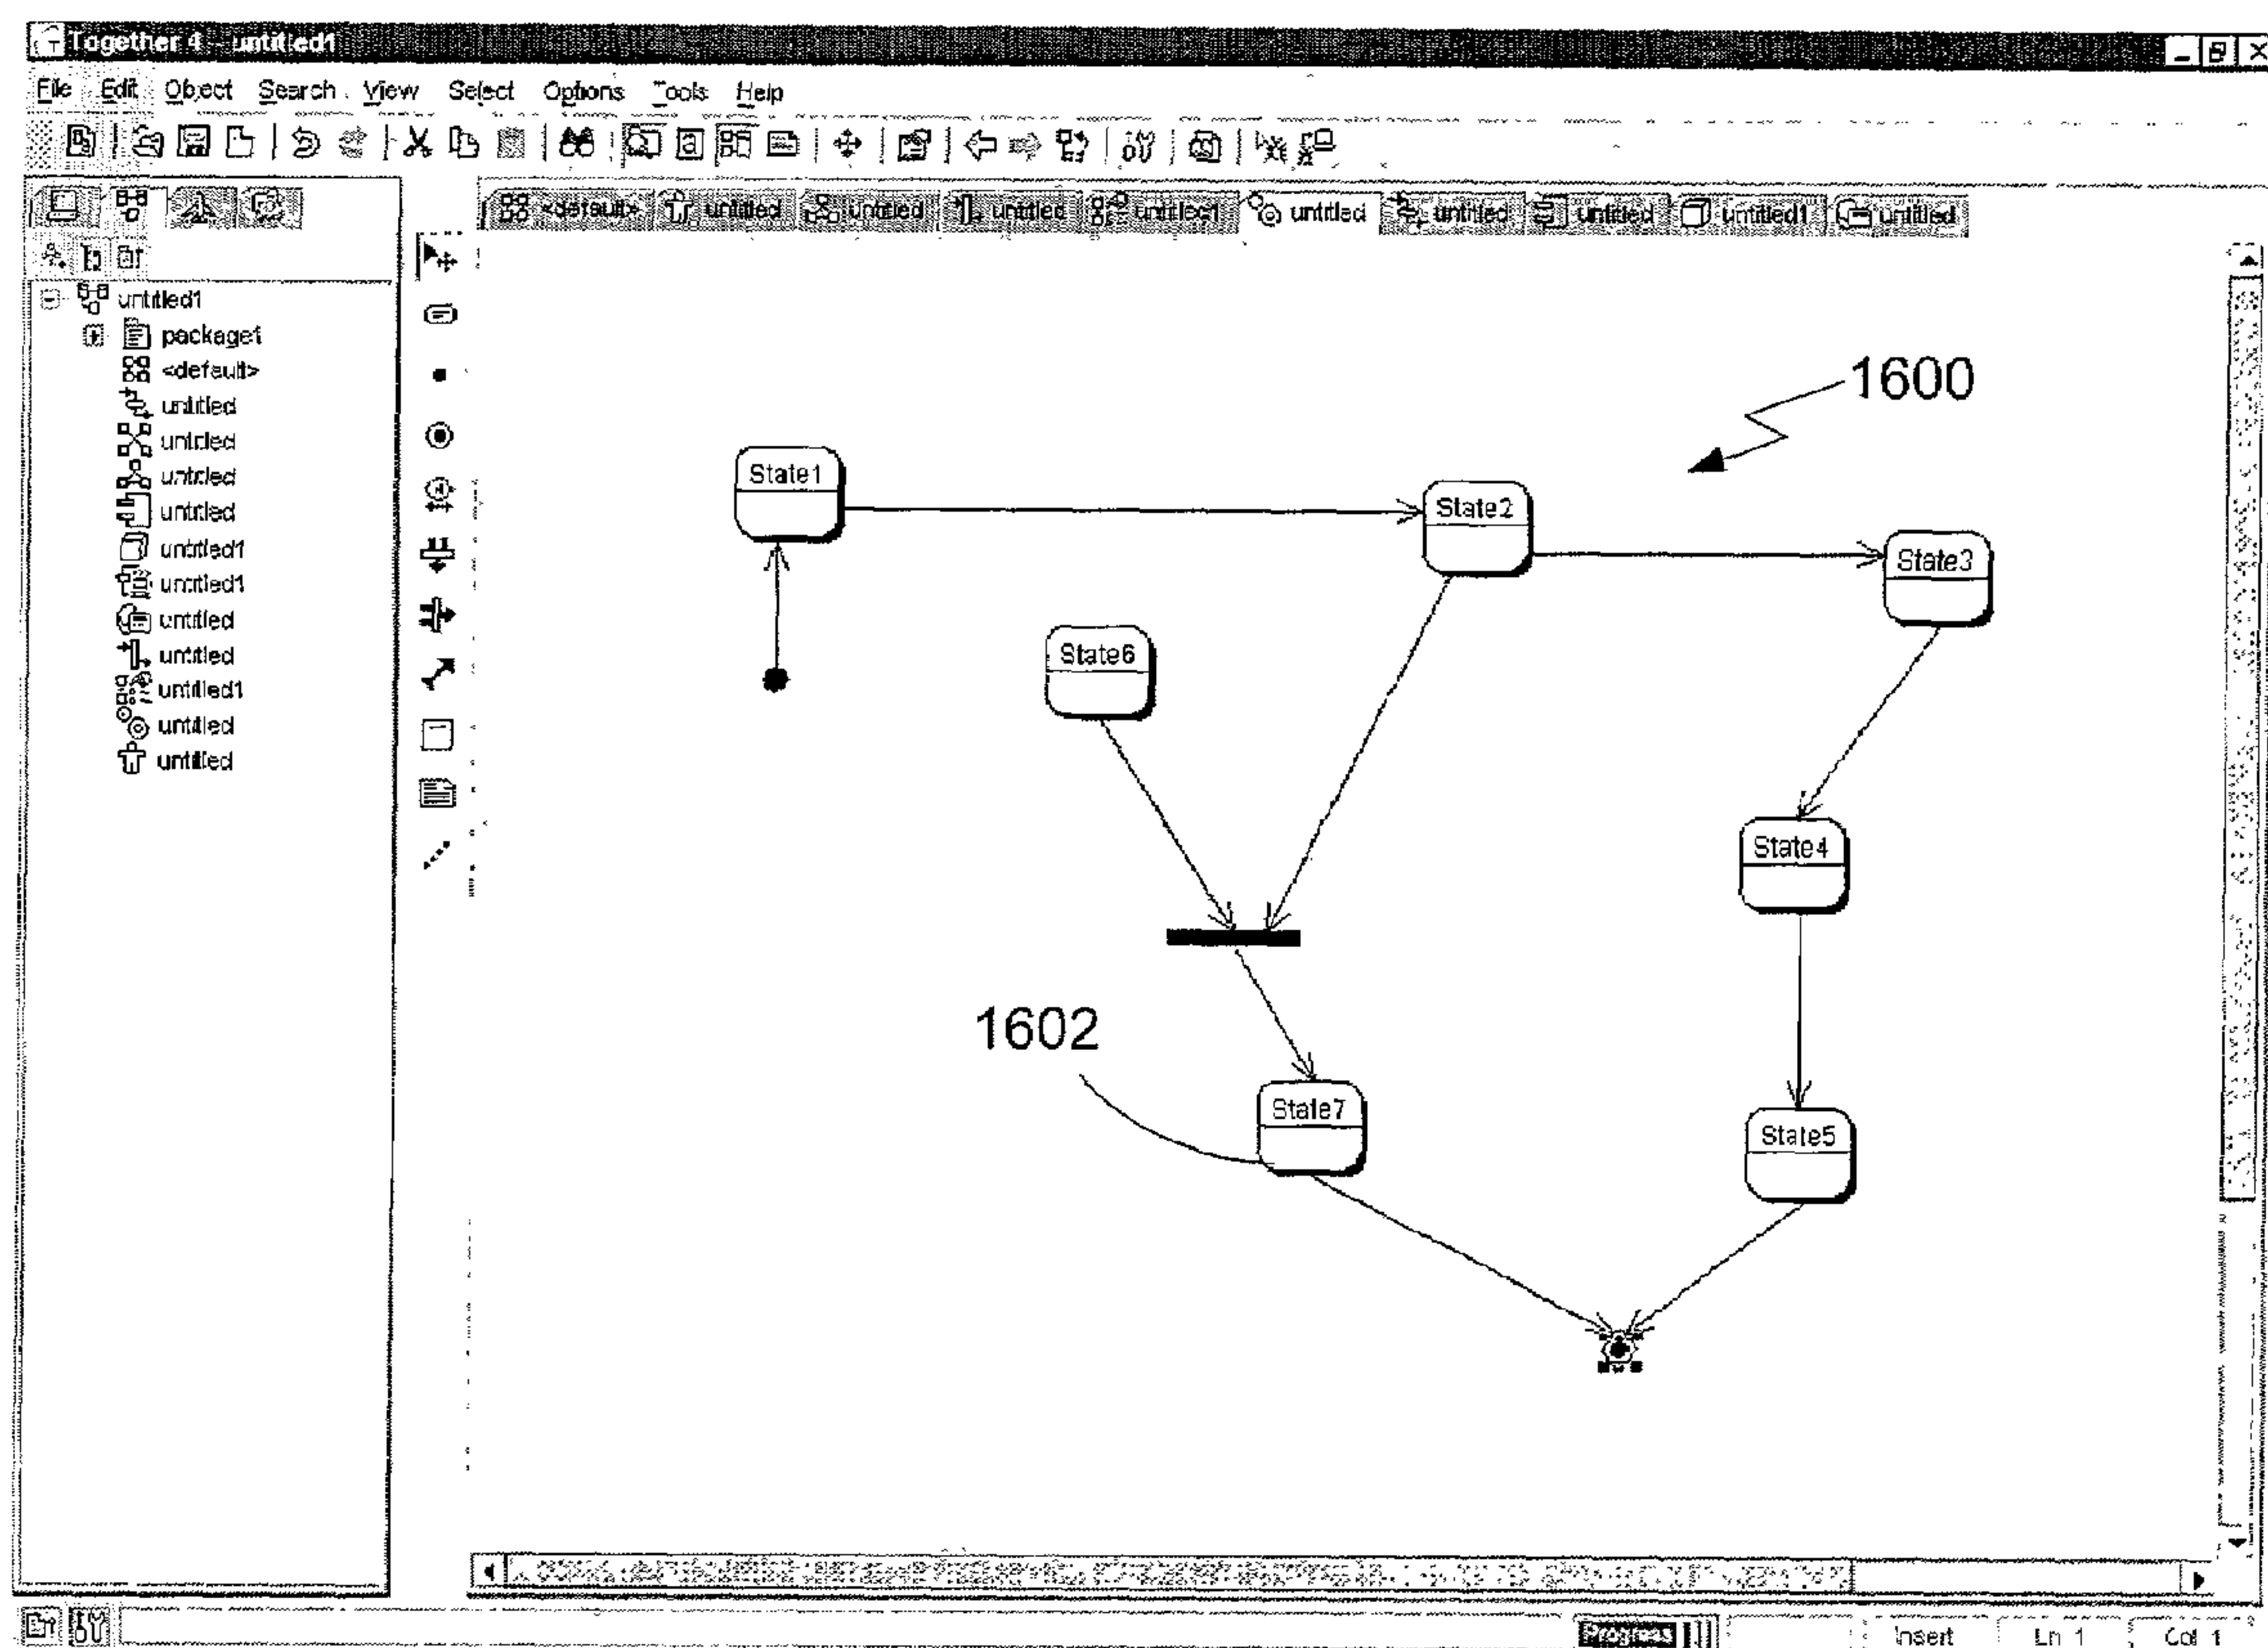 Together 4 - untitled1
File Edit Object Search View Select Options Tools Help
<default> untitled untitled untitled untitled1 untitled untitled untitled untitled1 untitled
untitled1
package1
<default>
untitled
untitled
untitled
untitled
untitled1
untitled1
untitled
untitled
untitled1
untitled
untitled
1600
State1
State2
State3
State6
State4
1602
State7
State5
Progress
Insert
Ln 1
Col 1